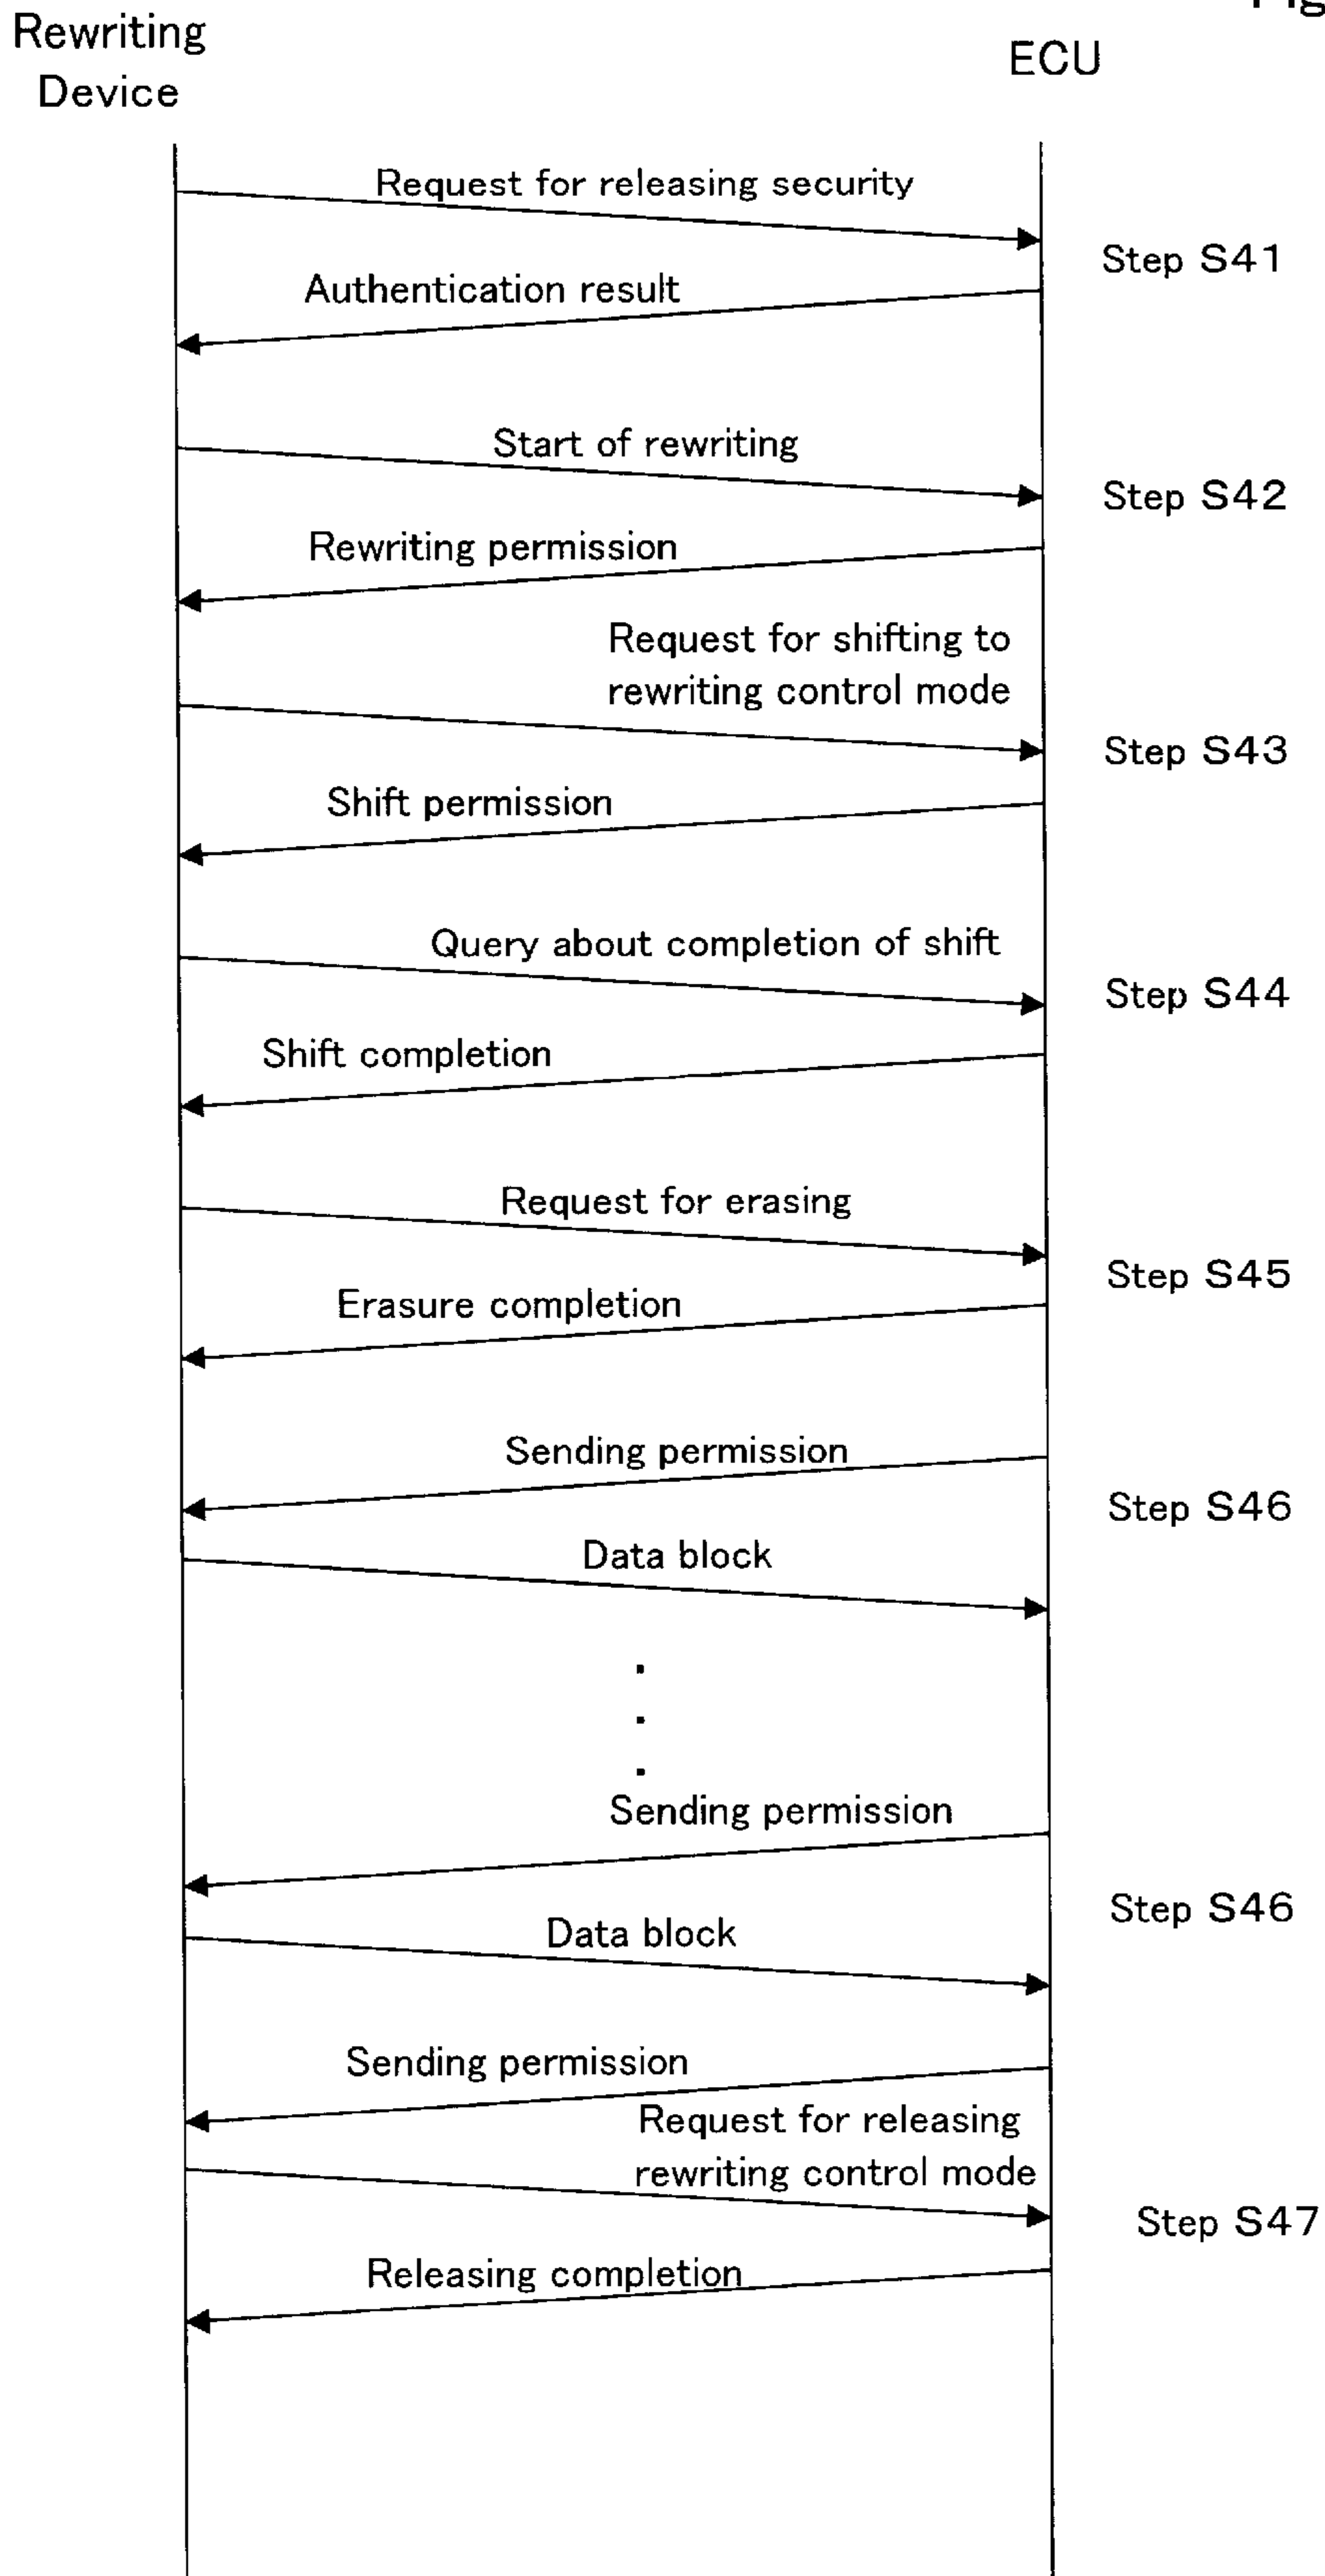 Rewriting
Device
ECU
Request for releasing security
Step S41
Authentication result
Start of rewriting
Step S42
Rewriting permission
Request for shifting to
rewriting control mode
Step S43
Shift permission
Query about completion of shift
Step S44
Shift completion
Request for erasing
Step S45
Erasure completion
Sending permission
Step S46
Data block
Sending permission
Step S46
Data block
Sending permission
Request for releasing
rewriting control mode
Step S47
Releasing completion